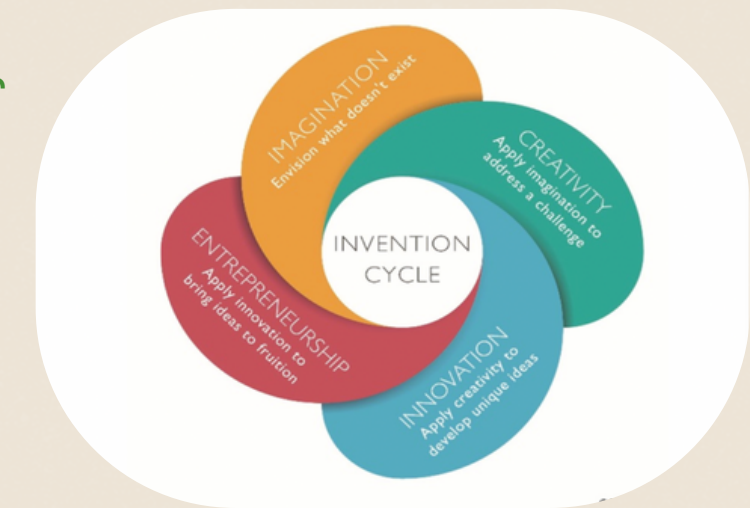 IMAGINATION
Envision what doesn't exist
CREATIVITY
Apply imagination to
address a challenge
INVENTION
CYCLE
ENTREPRENEURSHIP
Apply innovation to
bring ideas to fruition
INNOVATION
Apply creativity to
develop unique ideas